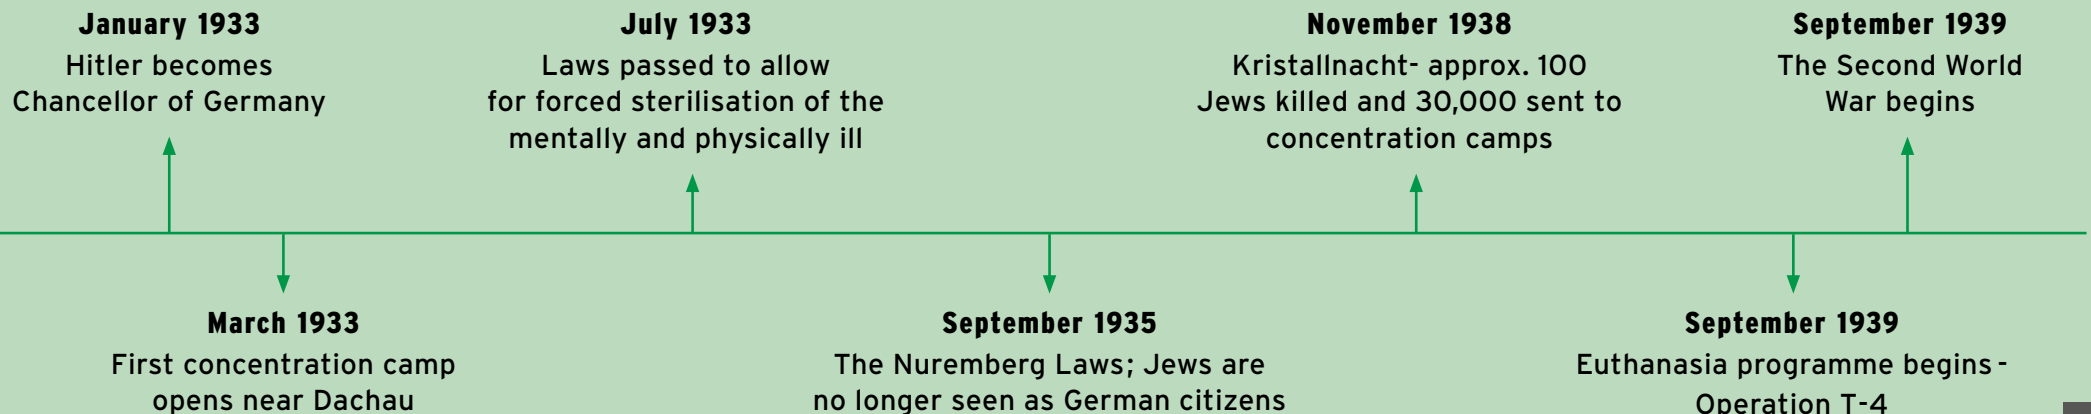 January 1933
Hitler becomes
Chancellor of Germany
July 1933
Laws passed to allow
for forced sterilisation of the
mentally and physically ill
November 1938
Kristallnacht- approx. 100
Jews killed and 30,000 sent to
concentration camps
September 1939
The Second World
War begins
March 1933
First concentration camp
opens near Dachau
September 1935
The Nuremberg Laws; Jews are
no longer seen as German citizens
September 1939
Euthanasia programme begins -
Operation T-4